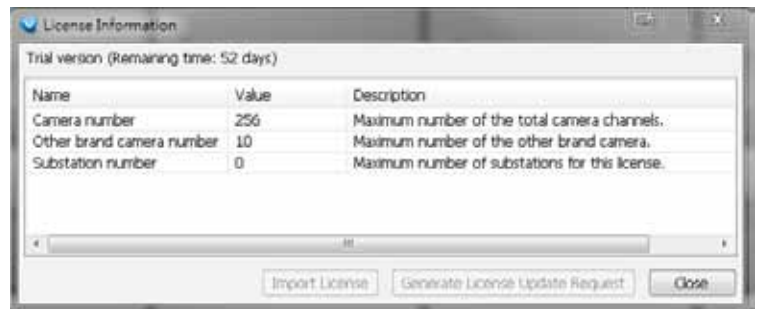 License Information
Trial version (Remaining time: 52 days)
Name Value Description
Camera number 256 Maximum number of the total camera channels.
Other brand camera number 10 Maximum number of the other brand camera.
Substation number 0 Maximum number of substations for this license.
Import License Generate License Update Request Close